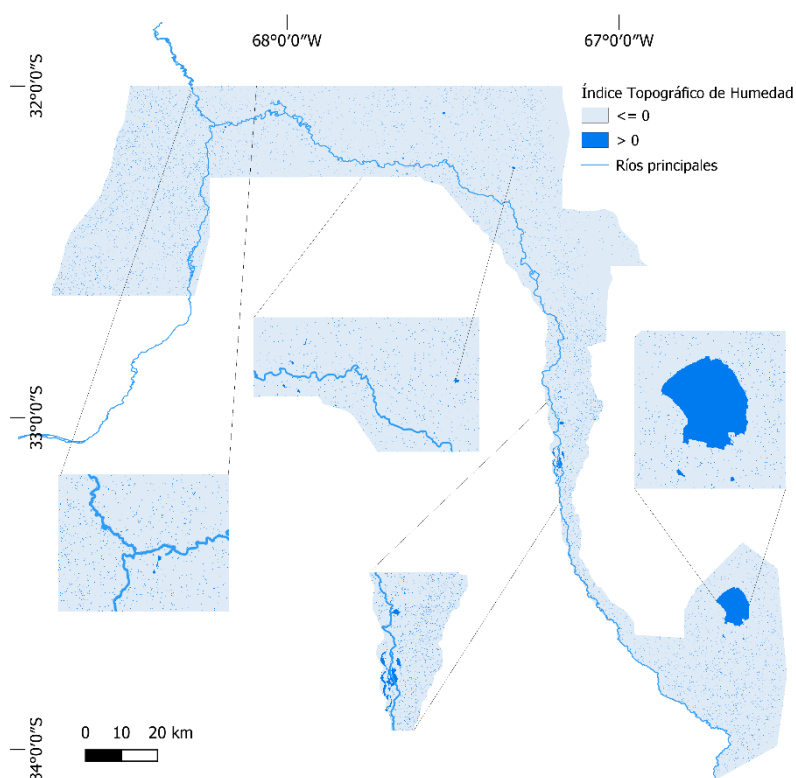 68°0′0″W
67°0′0″W
32°0′0″S
Índice Topográfico de Humedad
<= 0
> 0
Ríos principales
33°0′0″S
0 10 20 km
34°0′0″S